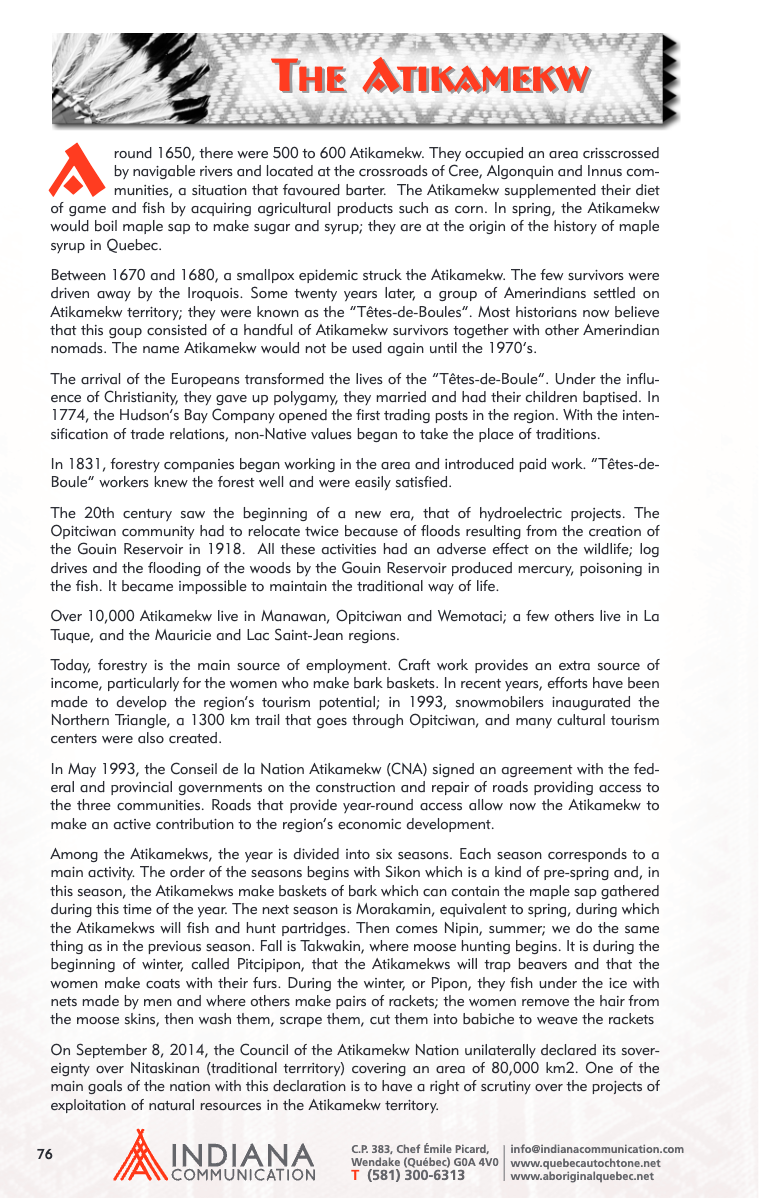 THE ATIKAMEKW
Around 1650, there were 500 to 600 Atikamekw. They occupied an area crisscrossed
by navigable rivers and located at the crossroads of Cree, Algonquin and Innus com-
munities, a situation that favoured barter.  The Atikamekw supplemented their diet
of game and fish by acquiring agricultural products such as corn. In spring, the Atikamekw
would boil maple sap to make sugar and syrup; they are at the origin of the history of maple
syrup in Quebec.
Between 1670 and 1680, a smallpox epidemic struck the Atikamekw. The few survivors were
driven away by the Iroquois. Some twenty years later, a group of Amerindians settled on
Atikamekw territory; they were known as the “Têtes-de-Boules”. Most historians now believe
that this goup consisted of a handful of Atikamekw survivors together with other Amerindian
nomads. The name Atikamekw would not be used again until the 1970’s.
The arrival of the Europeans transformed the lives of the “Têtes-de-Boule”. Under the influ-
ence of Christianity, they gave up polygamy, they married and had their children baptised. In
1774, the Hudson’s Bay Company opened the first trading posts in the region. With the inten-
sification of trade relations, non-Native values began to take the place of traditions.
In 1831, forestry companies began working in the area and introduced paid work. “Têtes-de-
Boule” workers knew the forest well and were easily satisfied.
The 20th century saw the beginning of a new era, that of hydroelectric projects. The
Opitciwan community had to relocate twice because of floods resulting from the creation of
the Gouin Reservoir in 1918.  All these activities had an adverse effect on the wildlife; log
drives and the flooding of the woods by the Gouin Reservoir produced mercury, poisoning in
the fish. It became impossible to maintain the traditional way of life.
Over 10,000 Atikamekw live in Manawan, Opitciwan and Wemotaci; a few others live in La
Tuque, and the Mauricie and Lac Saint-Jean regions.
Today, forestry is the main source of employment. Craft work provides an extra source of
income, particularly for the women who make bark baskets. In recent years, efforts have been
made to develop the region’s tourism potential; in 1993, snowmobilers inaugurated the
Northern Triangle, a 1300 km trail that goes through Opitciwan, and many cultural tourism
centers were also created.
In May 1993, the Conseil de la Nation Atikamekw (CNA) signed an agreement with the fed-
eral and provincial governments on the construction and repair of roads providing access to
the three communities. Roads that provide year-round access allow now the Atikamekw to
make an active contribution to the region’s economic development.
Among the Atikamekws, the year is divided into six seasons. Each season corresponds to a
main activity. The order of the seasons begins with Sikon which is a kind of pre-spring and, in
this season, the Atikamekws make baskets of bark which can contain the maple sap gathered
during this time of the year. The next season is Morakamin, equivalent to spring, during which
the Atikamekws will fish and hunt partridges. Then comes Nipin, summer; we do the same
thing as in the previous season. Fall is Takwakin, where moose hunting begins. It is during the
beginning of winter, called Pitcipipon, that the Atikamekws will trap beavers and that the
women make coats with their furs. During the winter, or Pipon, they fish under the ice with
nets made by men and where others make pairs of rackets; the women remove the hair from
the moose skins, then wash them, scrape them, cut them into babiche to weave the rackets
On September 8, 2014, the Council of the Atikamekw Nation unilaterally declared its sover-
eignty over Nitaskinan (traditional terrritory) covering an area of 80,000 km2. One of the
main goals of the nation with this declaration is to have a right of scrutiny over the projects of
exploitation of natural resources in the Atikamekw territory.
76
INDIANA
COMMUNICATION
C.P. 383, Chef Émile Picard,
Wendake (Québec) G0A 4V0
T (581) 300-6313
info@indianacommunication.com
www.quebecautochtone.net
www.aboriginalquebec.net